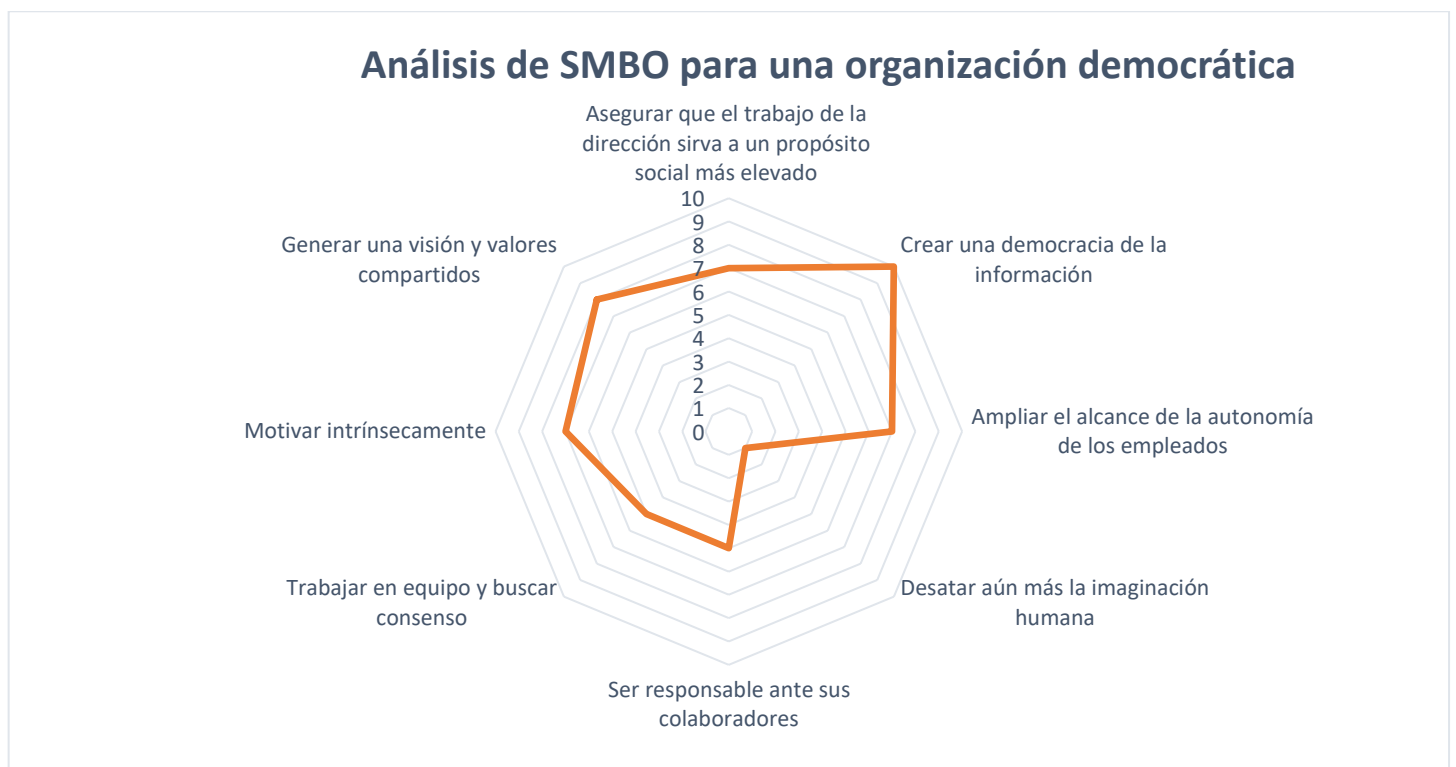 Análisis de SMBO para una organización democrática
Asegurar que el trabajo de la
dirección sirva a un propósito
social más elevado
10
9
8
7
6
5
4
3
2
1
0
Crear una democracia de la
información
Ampliar el alcance de la autonomía
de los empleados
Desatar aún más la imaginación
humana
Ser responsable ante sus
colaboradores
Trabajar en equipo y buscar
consenso
Motivar intrínsecamente
Generar una visión y valores
compartidos